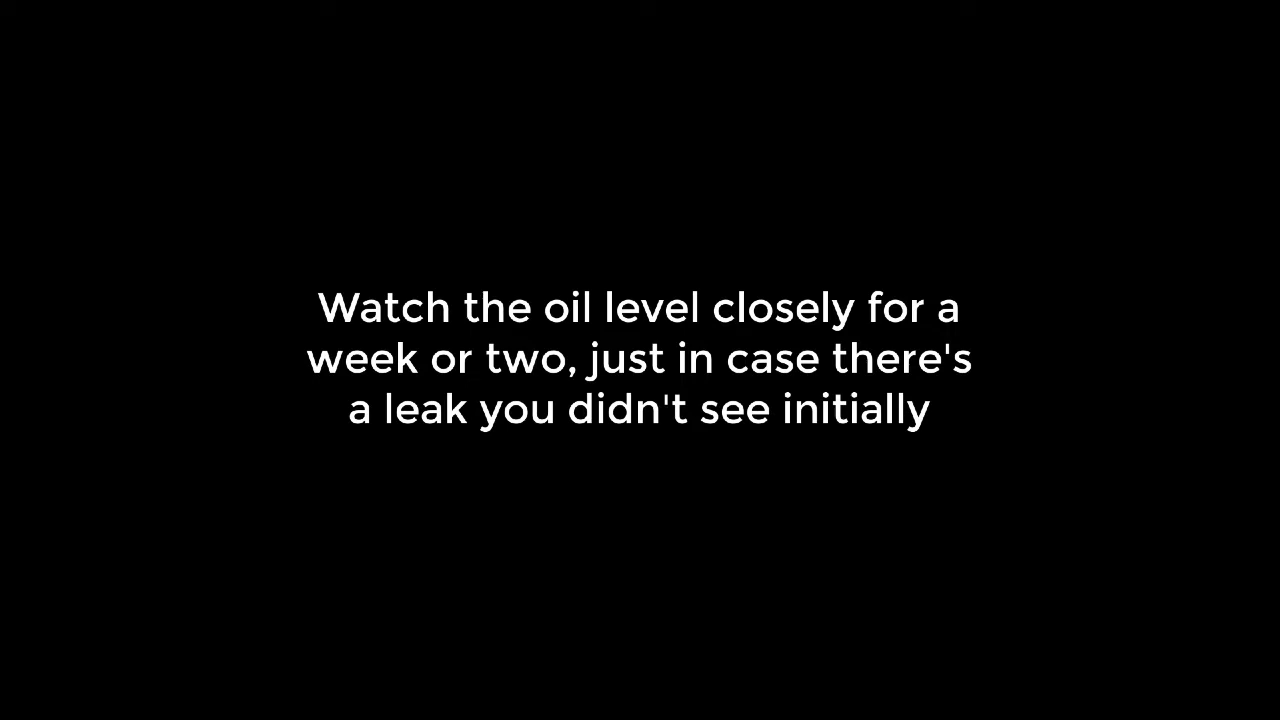 Watch the oil level closely for a
week or two, just in case there's
a leak you didn't see initially